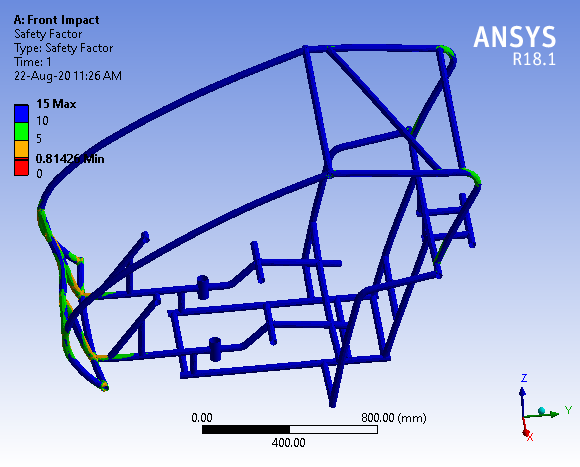 A: Front Impact
Safety Factor
Type: Safety Factor
Time: 1
22-Aug-20 11:26 AM
ANSYS
R18.1
15 Max
10
5
0.81426 Min
0
0.00
800.00 (mm)
400.00
Z
Y
X